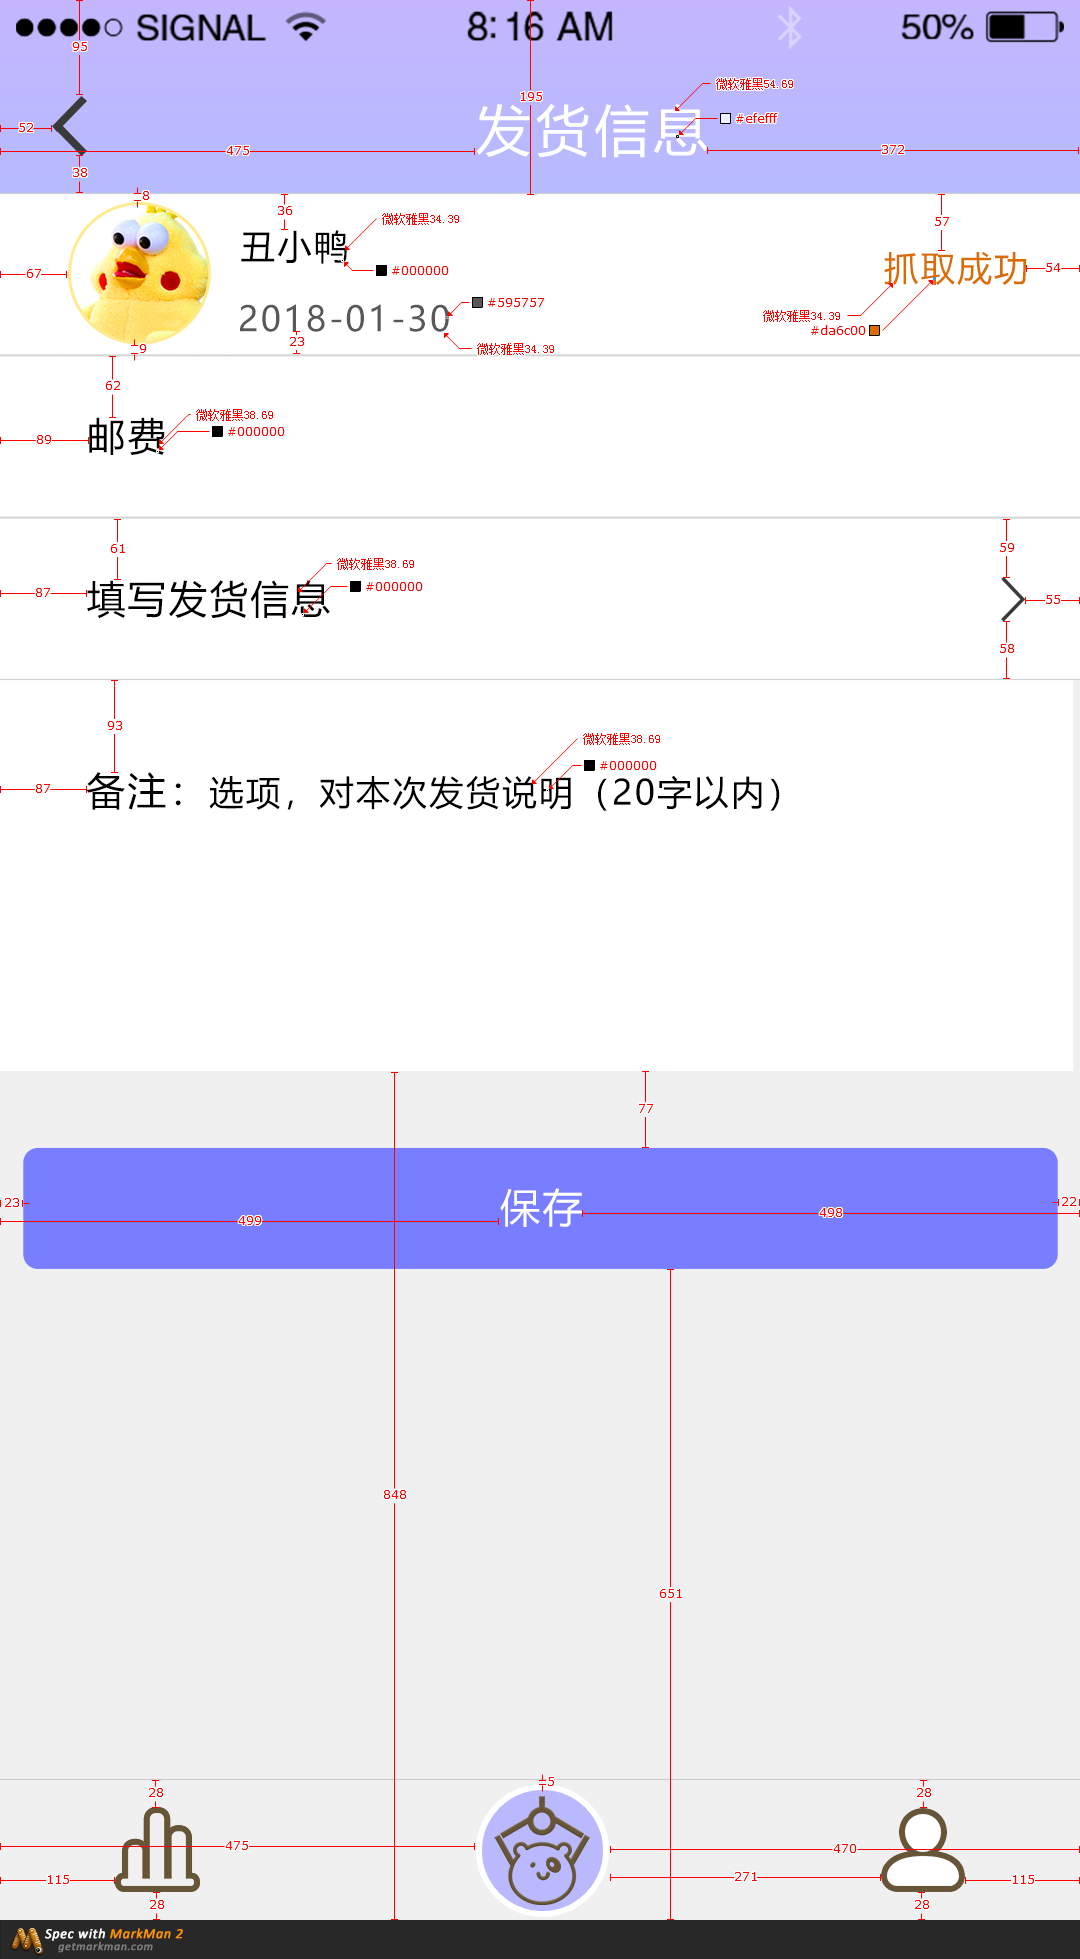 SIGNAL 8:16 AM 50%
95
195
微软雅黑54.69
#efefff
发货信息
52
475
372
38
8
36
57
微软雅黑34.39
丑小鸭
#000000
67
抓取成功
54
#595757
2018-01-30
微软雅黑34.39
#da6c00
23
9
微软雅黑34.39
62
微软雅黑38.69
#000000
89
邮费
61
59
微软雅黑38.69
#000000
87
填写发货信息
55
58
93
微软雅黑38.69
#000000
87
备注：选项，对本次发货说明（20字以内）
77
23
保存
22
499
498
848
651
5
28
28
475
470
115
271
115
28
28
Spec with MarkMan 2
getmarkman.com